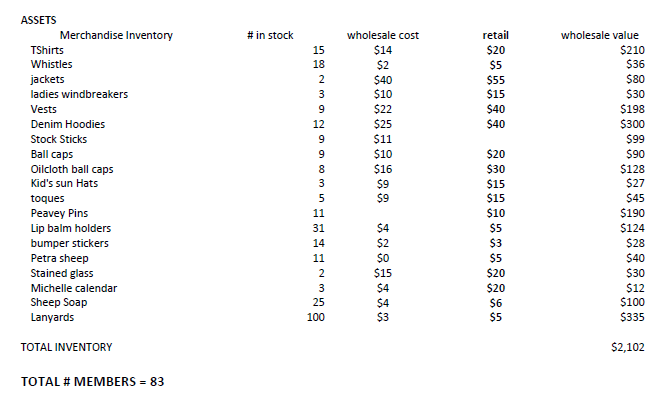 ASSETS
Merchandise Inventory # in stock wholesale cost retail wholesale value
TShirts 15 $14 $20 $210
Whistles 18 $2 $5 $36
jackets 2 $40 $55 $80
ladies windbreakers 3 $10 $15 $30
Vests 9 $22 $40 $198
Denim Hoodies 12 $25 $40 $300
Stock Sticks 9 $11 $99
Ball caps 9 $10 $20 $90
Oilcloth ball caps 8 $16 $30 $128
Kid's sun Hats 3 $9 $15 $27
toques 5 $9 $15 $45
Peavey Pins 11 $10 $190
Lip balm holders 31 $4 $5 $124
bumper stickers 14 $2 $3 $28
Petra sheep 11 $0 $5 $40
Stained glass 2 $15 $20 $30
Michelle calendar 3 $4 $20 $12
Sheep Soap 25 $4 $6 $100
Lanyards 100 $3 $5 $335
TOTAL INVENTORY $2,102
TOTAL # MEMBERS = 83